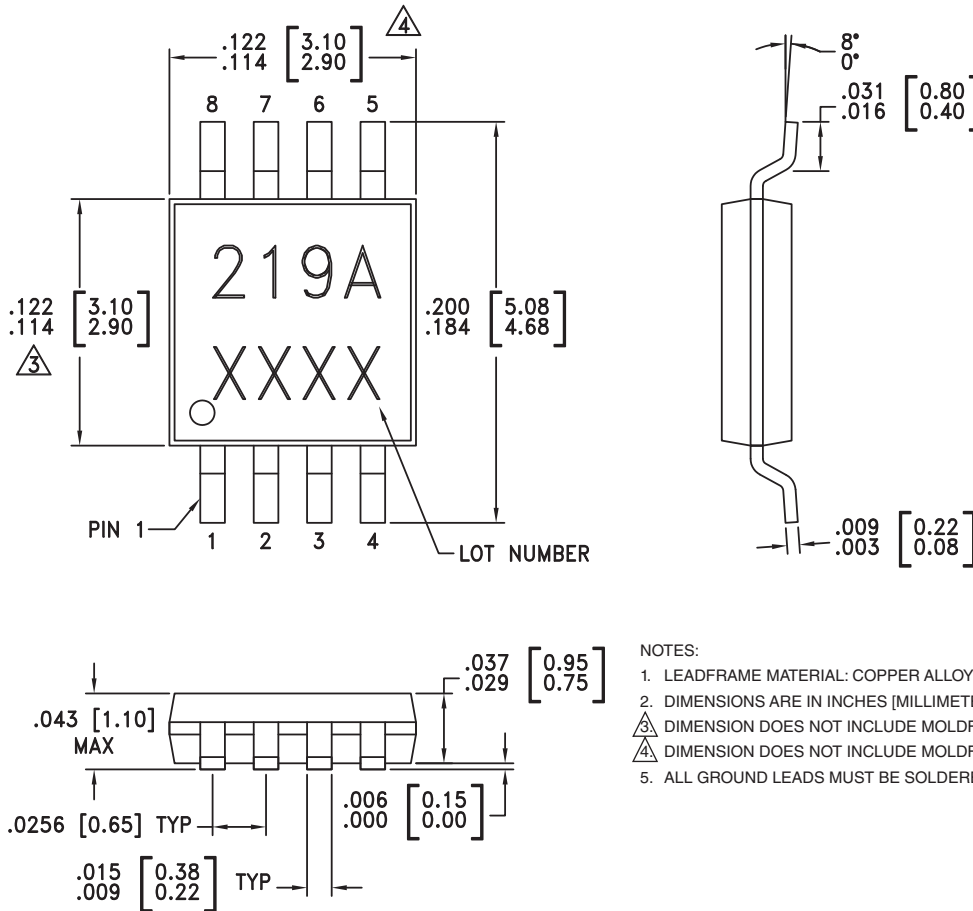 4
.122 [3.10]
.114 [2.90]
8 7 6 5
8°
0°
.031 [0.80]
.016 [0.40]
219A
XXXX
.122 [3.10]
.114 [2.90]
3
.200 [5.08]
.184 [4.68]
PIN 1
1 2 3 4
LOT NUMBER
.009 [0.22]
.003 [0.08]
.037 [0.95]
.029 [0.75]
.043 [1.10]
MAX
.006 [0.15]
.000 [0.00]
.0256 [0.65] TYP
.015 [0.38] TYP
.009 [0.22]
NOTES:
1. LEADFRAME MATERIAL: COPPER ALLOY
2. DIMENSIONS ARE IN INCHES
3. DIMENSION DOES NOT INCLUDE
4. DIMENSION DOES NOT INCLUDE
5. ALL GROUND LEADS MUST BE